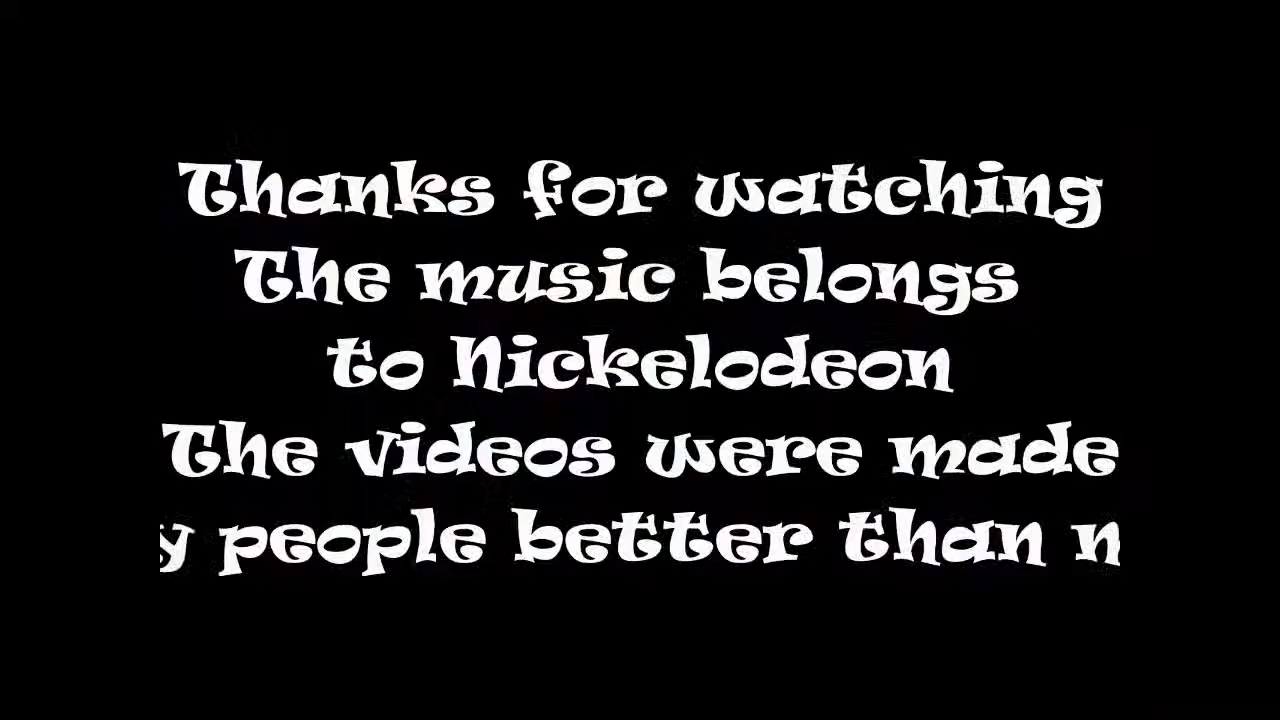 Thanks for watching
The music belongs
to Nickelodeon
The videos were made
people better than